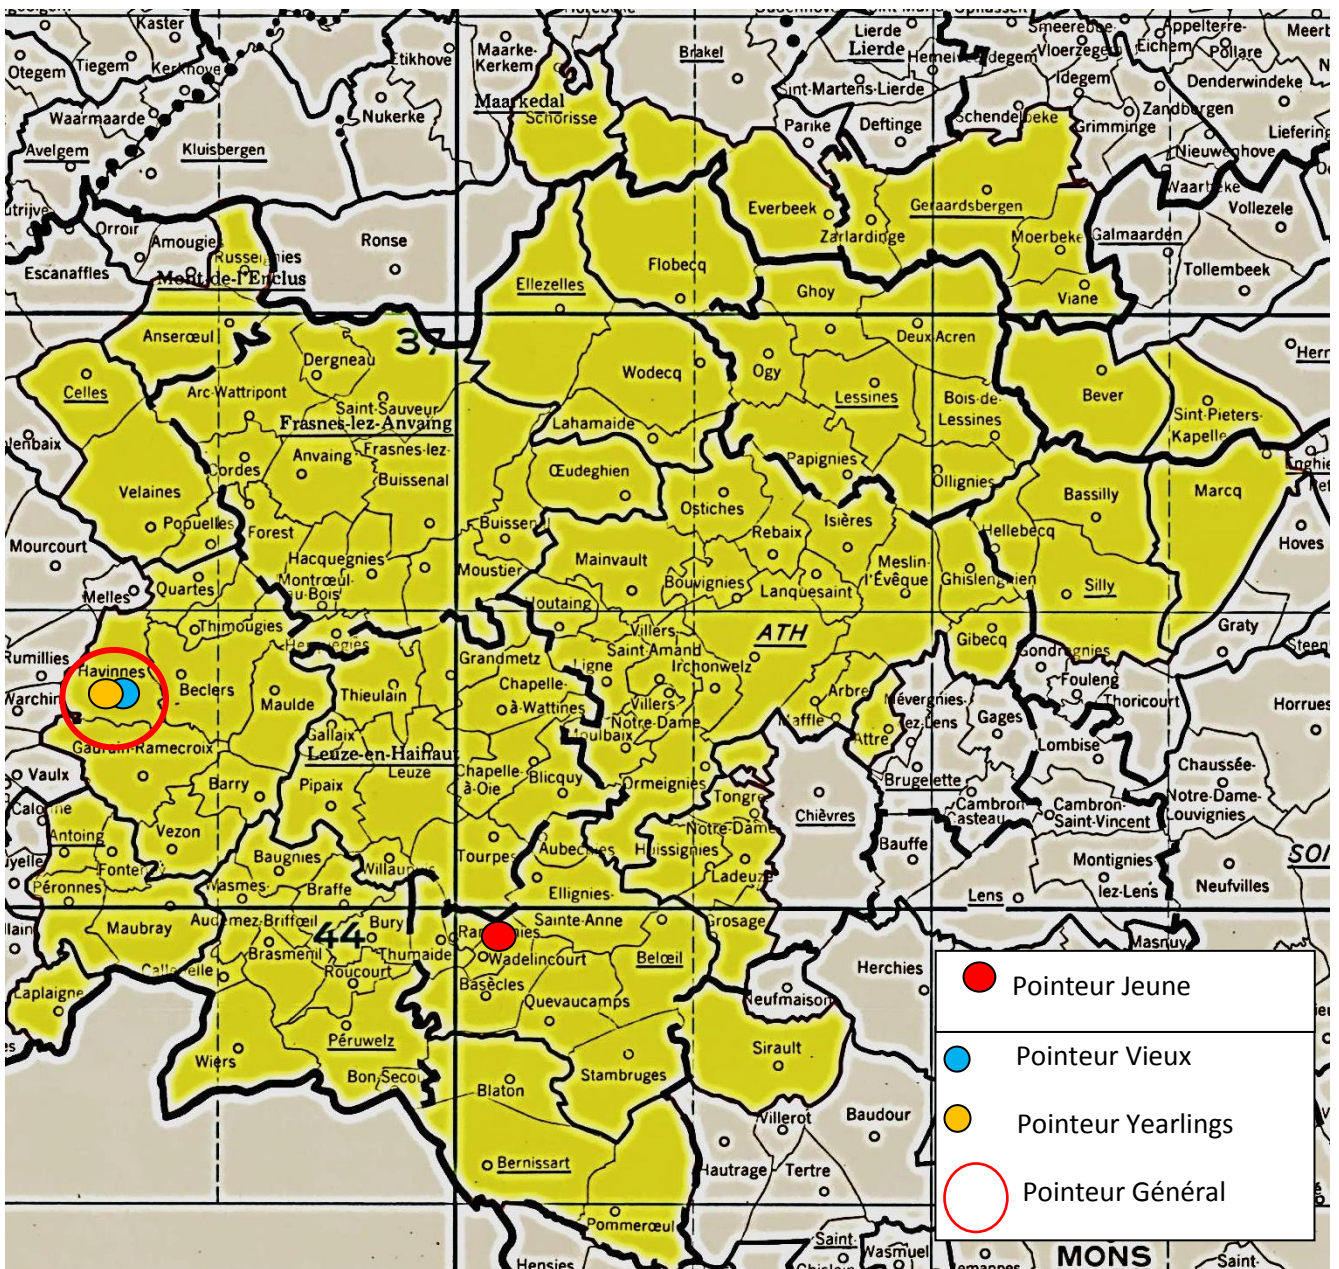 Kaster
Maarke-
Kerkem
Brakel
Lierde
Lierde
Appelterre-
Eichem
Pollare
Otegem
Tiegem
Kerkhove
Etikhove
Vloerzegem
Idegem
Denderwindeke
Sint-Martens-Lierde
Zandbergen
Waarmaarde
Nukerke
Maarkedal
Schorisse
Parike
Deftinge
Schendelbeke
Grimminge
Avelgem
Kluisbergen
Nieuwenhove
Waarbeke
Everbeek
Geraardsbergen
Vollezele
Orroir
Amougies
Ronse
Zarlardinge
Moerbeke
Galmaarden
Escanaffles
Russeignies
Mont-de-l'Enclus
Flobecq
Tollembeek
Ellezelles
Ghoy
Viane
Anserœul
37
Deux-Acren
Dergneau
Wodecq
Ogy
Celles
Arc-Wattripont
Lessines
Bois-de-
Lessines
Bever
Saint-Sauveur
Sint-Pieters-
Kapelle
Frasnes-lez-Anvaing
Lahamaide
Cordes
Anvaing
Frasnes-lez-
Buissenal
Œudeghien
Papignies
Ollignies
Velaines
Bassilly
Marcq
Popuelles
Forest
Buissenal
Ostiches
Isières
Rebaix
Hellebecq
Mourcourt
Hacquegnies
Mainvault
Hoves
Moustier
Meslin-
l'Évêque
Ghislenghien
Melles
Quartes
Montrœul-
au-Bois
Bouvignies
Lanquesaint
Silly
Houtaing
Thimougies
Villers
Saint-Amand
ATH
Gibecq
Graty
Rumillies
Grandmetz
Ligne
Irchonwelz
Gondregnies
Havinnes
Beclers
Thieulain
Chapelle-
à-Wattines
Arbre
Fouleng
Maulde
Villers-
Notre-Dame
Maffle
Thoricourt
Horrues
Gages
Attre
Moulbaix
Gallaix
Lombise
Gaurain-Ramecroix
Leuze-en-Hainaut
Leuze
Brugelette
Vaulx
Chapelle-
à-Oie
Blicquy
Ormeignies
Chaussée-
Notre-Dame-
Louvignies
Barry
Pipaix
Tongre
Notre-Dame
Chièvres
Cambron-
Casteau
Cambron-
Saint-Vincent
Antoing
Vezon
Aubechies
Huissignies
Bauffe
Baugnies
Tourpes
Montignies
lez-Lens
Fontenoy
Willaupuis
Péronnes
Wasmes-
Audemez-Briffœil
Braffe
Ellignies-
Sainte-Anne
Ladeuze
Lens
Neufvilles
Maubray
44
Bury
Grosage
Brasmenil
Thumaide
Wadelincourt
Belœil
Herchies
Masnuy
Callenelle
Roucourt
Basècles
Laplaigne
Quevaucamps
Neufmaison
Pointeur Jeune
Péruwelz
Sirault
Wiers
Stambruges
Pointeur Vieux
Blaton
Villerot
Baudour
Pointeur Yearlings
Bernissart
Hautrage
Tertre
Pointeur Général
Pommerœul
Saint-
Wasmuel
MONS
Hensies
Saint-